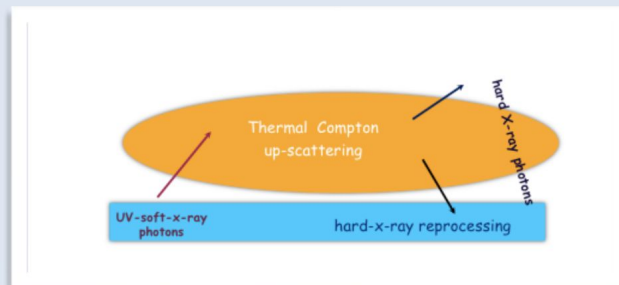 Thermal Compton
up-scattering
hard X-ray photons
UV-soft-x-ray
photons
hard-x-ray reprocessing